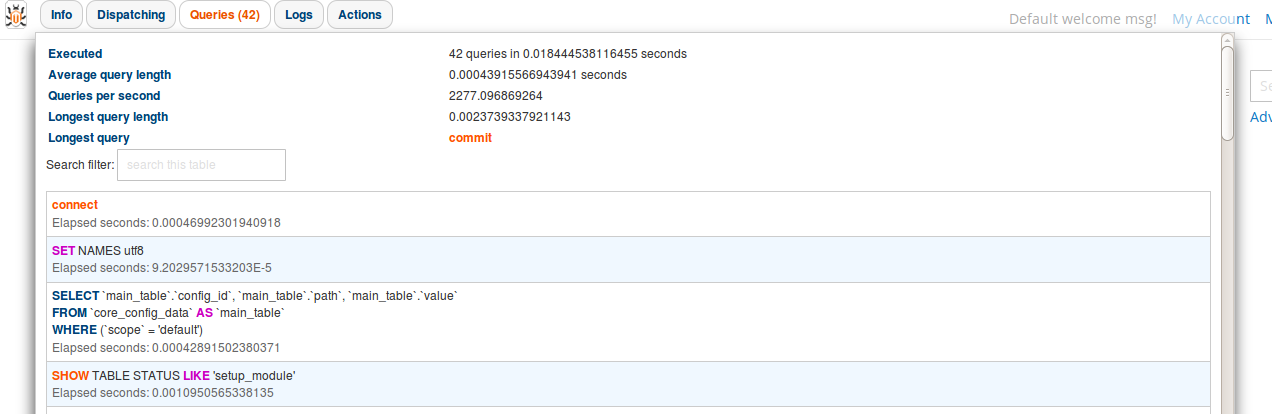 Info Dispatching Queries (42) Logs Actions
Default welcome msg! My Account
Executed 42 queries in 0.018444538116455 seconds
Average query length 0.00043915566943941 seconds
Queries per second 2277.096869264
Longest query length 0.0023739337921143
Longest query commit
Search filter: search this table
Adv
connect
Elapsed seconds: 0.00046992301940918
SET NAMES utf8
Elapsed seconds: 9.2029571533203E-5
SELECT `main_table`.`config_id`, `main_table`.`path`, `main_table`.`value`
FROM `core_config_data` AS `main_table`
WHERE (`scope` = 'default')
Elapsed seconds: 0.00042891502380371
SHOW TABLE STATUS LIKE 'setup_module'
Elapsed seconds: 0.0010950565338135